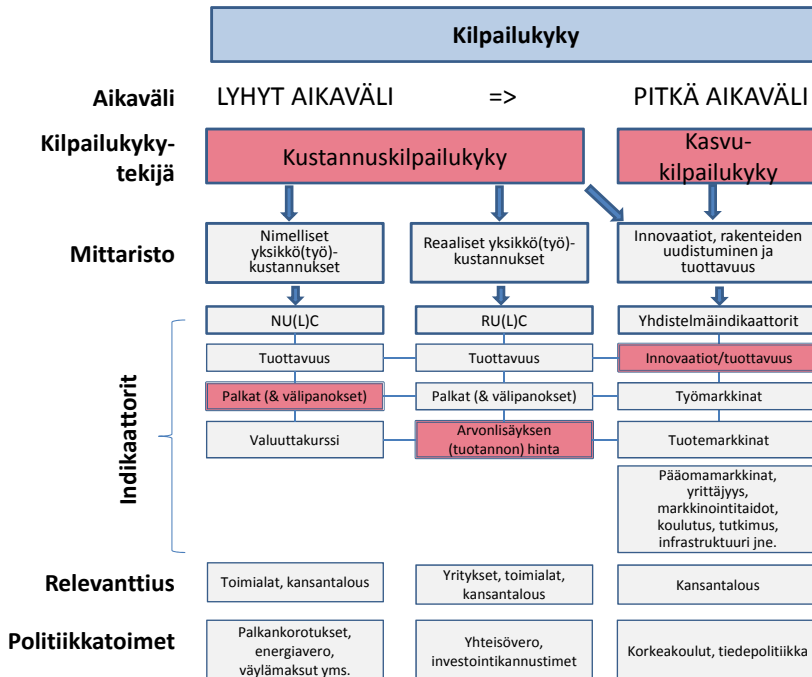 Kilpailukyky
Aikaväli
LYHYT AIKAVÄLI
=>
PITKÄ AIKAVÄLI
Kilpailukyky-
tekijä
Kustannuskilpailukyky
Kasvu-
kilpailukyky
Mittaristo
Nimelliset
yksikkö(työ)-
kustannukset
Reaaliset yksikkö(työ)-
kustannukset
Innovaatiot, rakenteiden
uudistuminen ja
tuottavuus
Indikaattorit
NU(L)C
RU(L)C
Yhdistelmäindikaattorit
Tuottavuus
Tuottavuus
Innovaatiot/tuottavuus
Palkat (& välipanokset)
Palkat (& välipanokset)
Työmarkkinat
Valuuttakurssi
Arvonlisäyksen
(tuotannon) hinta
Tuotemarkkinat
Pääomamarkkinat,
yrittäjyys,
markkinointitaidot,
koulutus, tutkimus,
infrastruktuuri jne.
Relevanttius
Toimialat, kansantalous
Yritykset, toimialat,
kansantalous
Kansantalous
Politiikkatoimet
Palkankorotukset,
energiavero,
väylämaksut yms.
Yhteisövero,
investointikannustimet
Korkeakoulut, tiedepolitiikka